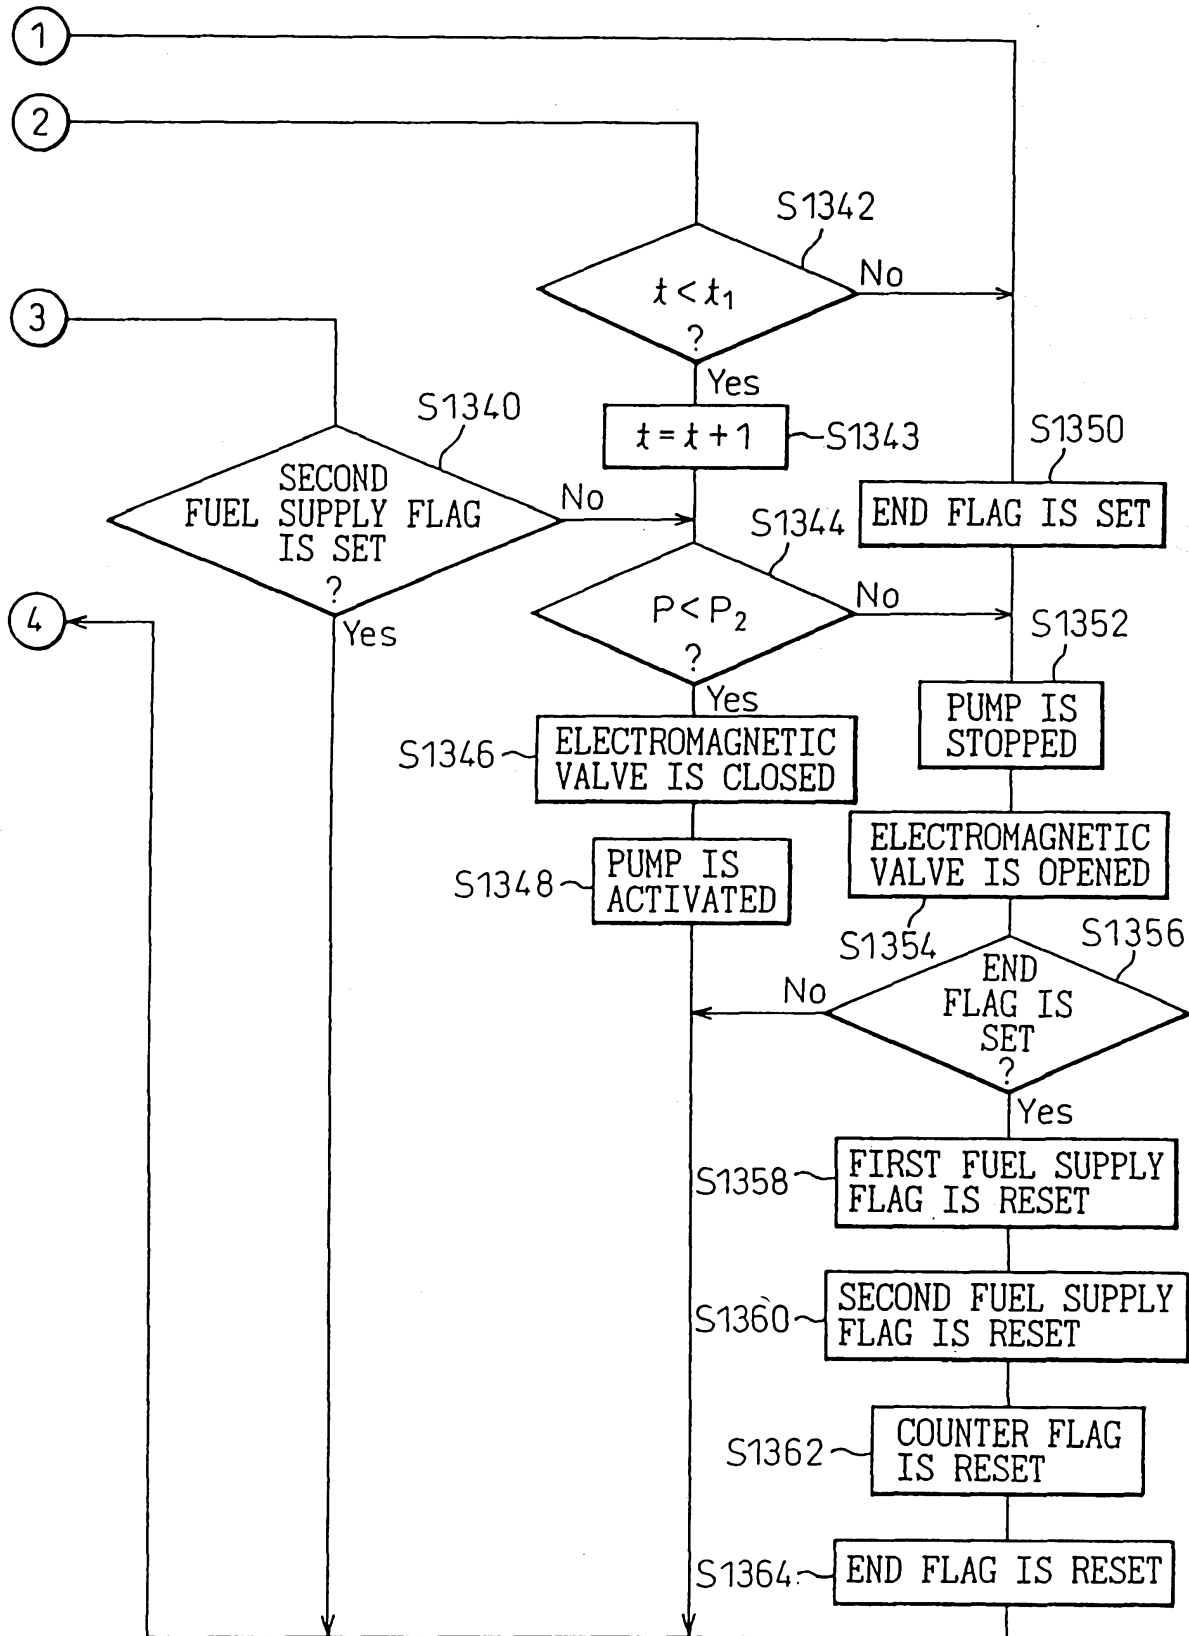 1
2
S1342
No
t < t1
?
Yes
3
S1340
t = t + 1
S1343
S1350
SECOND
FUEL SUPPLY FLAG
IS SET
?
No
END FLAG IS SET
S1344
P < P2
?
No
4
Yes
S1352
Yes
PUMP IS
STOPPED
S1346
ELECTROMAGNETIC
VALVE IS CLOSED
ELECTROMAGNETIC
VALVE IS OPENED
S1348
PUMP IS
ACTIVATED
S1354
S1356
END
FLAG IS
SET
?
No
Yes
S1358
FIRST FUEL SUPPLY
FLAG IS RESET
S1360
SECOND FUEL SUPPLY
FLAG IS RESET
S1362
COUNTER FLAG
IS RESET
S1364
END FLAG IS RESET